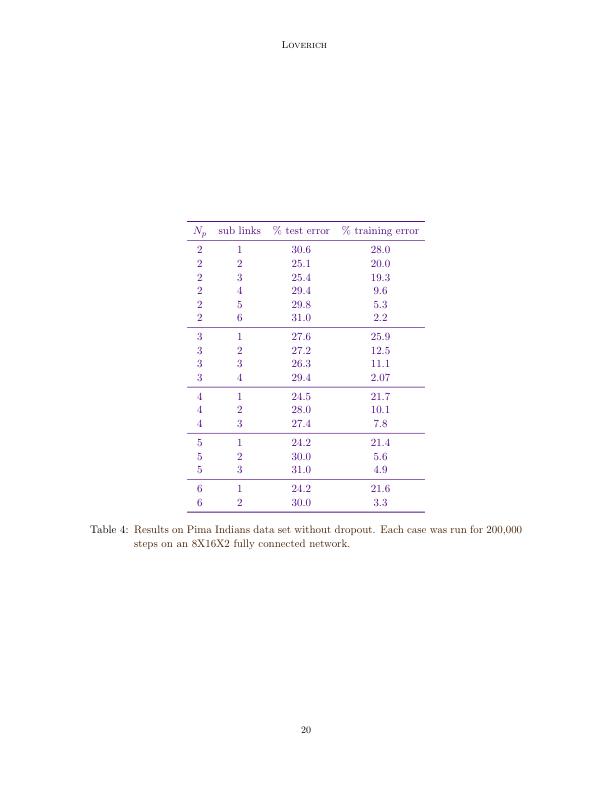 Loverich
Np sub links % test error % training error
2 1 30.6 28.0
2 2 25.1 20.0
2 3 25.4 19.3
2 4 29.4 9.6
2 5 29.8 5.3
2 6 31.0 2.2
3 1 27.6 25.9
3 2 27.2 12.5
3 3 26.3 11.1
3 4 29.4 2.07
4 1 24.5 21.7
4 2 28.0 10.1
4 3 27.4 7.8
5 1 24.2 21.4
5 2 30.0 5.6
5 3 31.0 4.9
6 1 24.2 21.6
6 2 30.0 3.3
Table 4: Results on Pima Indians data set without dropout. Each case was run for 200,000
steps on an 8X16X2 fully connected network.
20